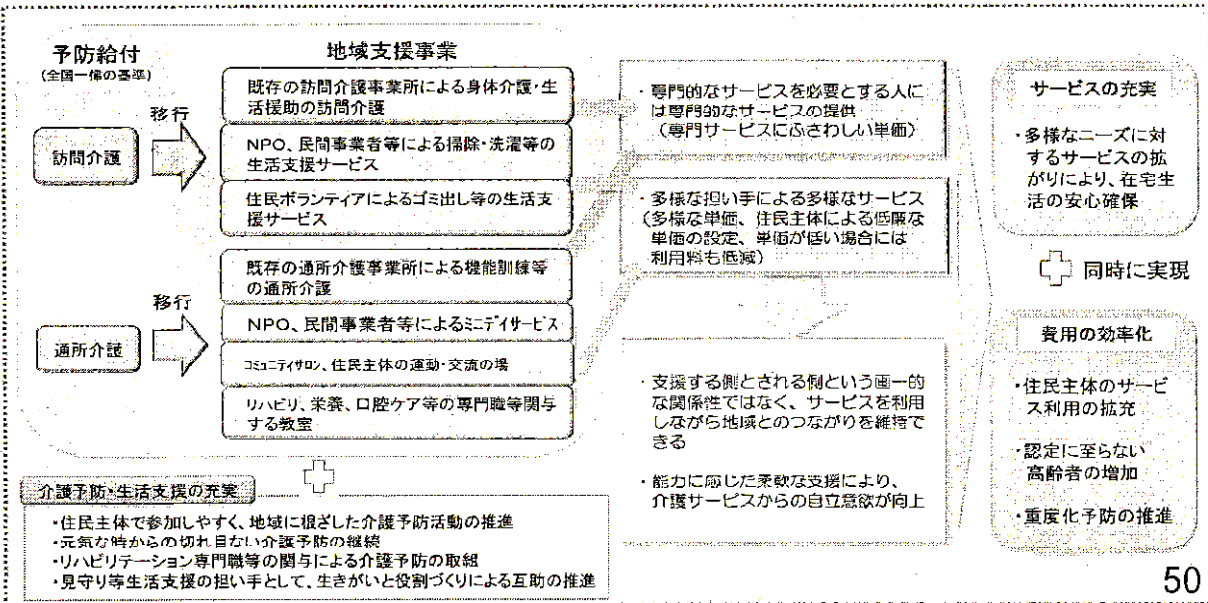 予防給付
(全国一律の基準)
地域支援事業
訪問介護
移行
既存の訪問介護事業所による身体介護・生
活援助の訪問介護
NPO、民間事業者等による掃除・洗濯等の
生活支援サービス
住民ボランティアによるゴミ出し等の生活支
援サービス
通所介護
移行
既存の通所介護事業所による機能訓練等
の通所介護
NPO、民間事業者等によるミニデイサービス
コミュニティサロン、住民主体の運動・交流の場
リハビリ、栄養、口腔ケア等の専門職等関与
する教室
介護予防・生活支援の充実
・住民主体で参加しやすく、地域に根ざした介護予防活動の推進
・元気な時からの切れ目ない介護予防の継続
・リハビリテーション専門職等の関与による介護予防の取組
・見守り等生活支援の担い手として、生きがいと役割づくりによる互助の推進
・専門的なサービスを必要とする人に
は専門的なサービスの提供
(専門サービスにふさわしい単価)
・多様な担い手による多様なサービス
(多様な単価、住民主体による低廉な
単価の設定、単価が低い場合には
利用料も低減)
・支援する側とされる側という画一的
な関係性ではなく、サービスを利用
しながら地域とのつながりを維持で
きる
・能力に応じた柔軟な支援により、
介護サービスからの自立意欲が向上
サービスの充実
・多様なニーズに対
するサービスの拡
がりにより、在宅生
活の安心確保
同時に実現
費用の効率化
・住民主体のサービ
ス利用の拡充
・認定に至らない
高齢者の増加
・重度化予防の推進
50